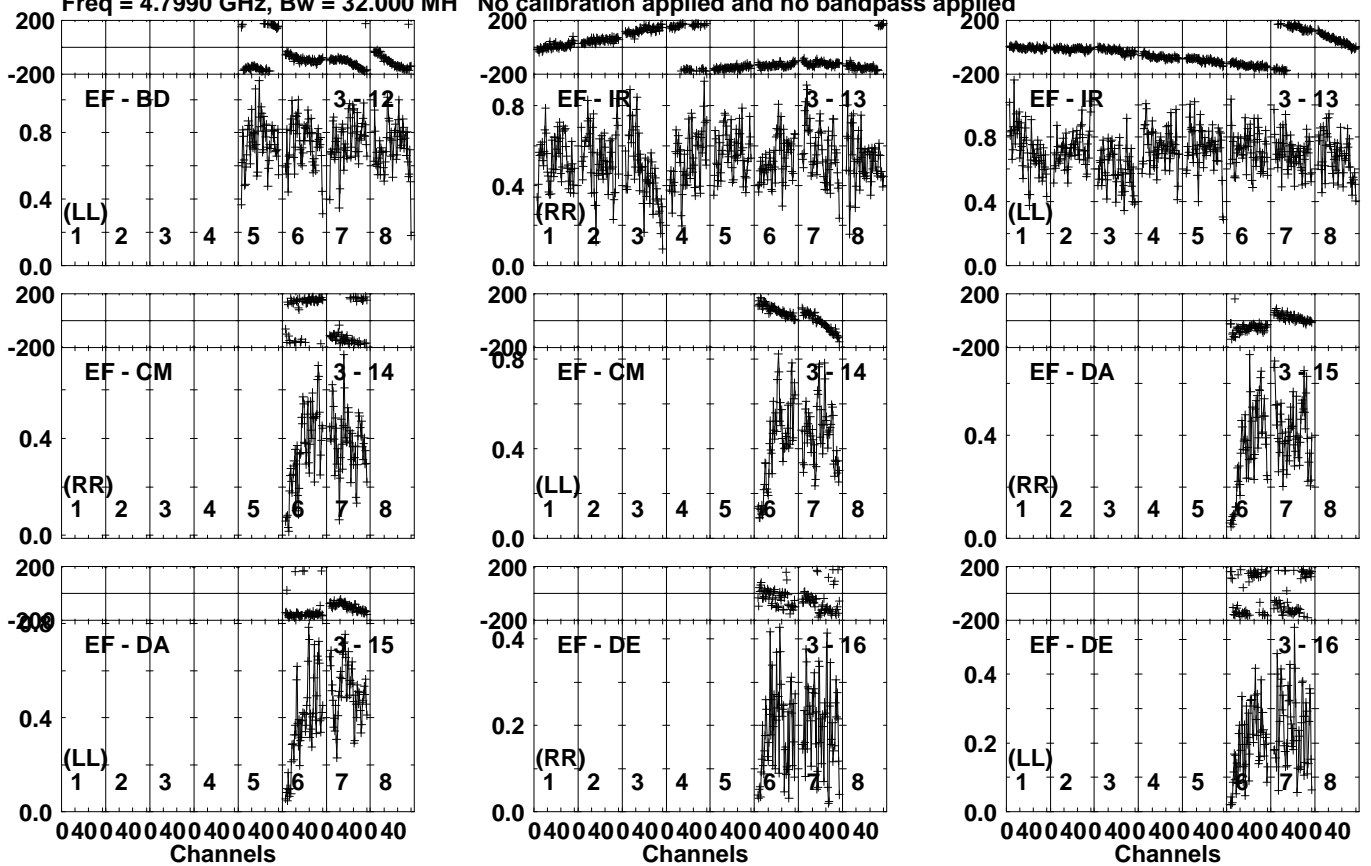 Freq = 4.7990 GHz, Bw = 32.000 MH No calibration applied and no bandpass applied
200 200 200
-200 -200 -200
EF - BD 3 - 12 EF - IR 3 - 13 EF - IR 3 - 13
0.8 0.8 0.8
0.4 0.4 0.4
(LL) (RR) (LL)
1 2 3 4 5 6 7 8 1 2 3 4 5 6 7 8 1 2 3 4 5 6 7 8
0.0 0.0 0.0
200 200 200
-200 -200 -200
0.8
EF - CM 3 - 14 EF - CM 3 - 14 EF - DA 3 - 15
0.4 0.4 0.4
(RR) (LL) (RR)
1 2 3 4 5 6 7 8 1 2 3 4 5 6 7 8 1 2 3 4 5 6 7 8
0.0 0.0 0.0
200 200 200
-200 -200 -200
0.8
EF - DA 3 - 15 EF - DE 3 - 16 EF - DE 3 - 16
0.4 0.4 0.4
0.2 0.2
(LL) (RR) (LL)
1 2 3 4 5 6 7 8 1 2 3 4 5 6 7 8 1 2 3 4 5 6 7 8
0.0 0.0 0.0
0 40 0 40 0 40 0 40 0 40 0 40 0 40 0 40 0 40 0 40 0 40 0 40 0 40 0 40 0 40 0 40 0 40 0 40 0 40 0 40 0 40 0 40 0 40 0 40
Channels Channels Channels